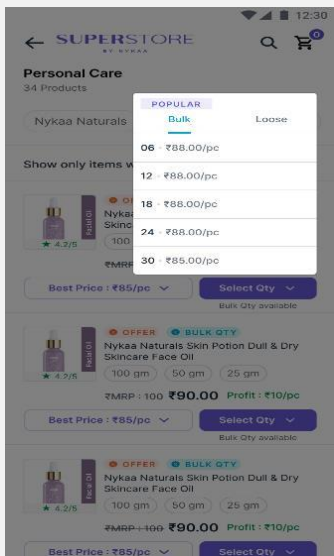 12:30
SUPERSTORE
BY NYKAA
0
Personal Care
34 Products
Nykaa Naturals
POPULAR
Bulk
Loose
06 - ₹88.00/pc
12 - ₹88.00/pc
18 - ₹88.00/pc
24 - ₹88.00/pc
30 - ₹85.00/pc
Show only items w
Facial Oil
★ 4.2/5
Nykaa
Skinc
100
₹MRP
Best Price : ₹85/pc
Select Qty
Bulk Qty available
OFFER
BULK QTY
Nykaa Naturals Skin Potion Dull & Dry
Skincare Face Oil
100 gm 50 gm 25 gm
Facial Oil
★ 4.2/5
₹MRP : 100 ₹90.00 Profit : ₹10/pc
Best Price : ₹85/pc
Select Qty
Bulk Qty available
OFFER
BULK QTY
Nykaa Naturals Skin Potion Dull & Dry
Skincare Face Oil
100 gm 50 gm 25 gm
Facial Oil
★ 4.2/5
₹MRP : 100 ₹90.00 Profit : ₹10/pc
Best Price : ₹85/pc
Select Qty